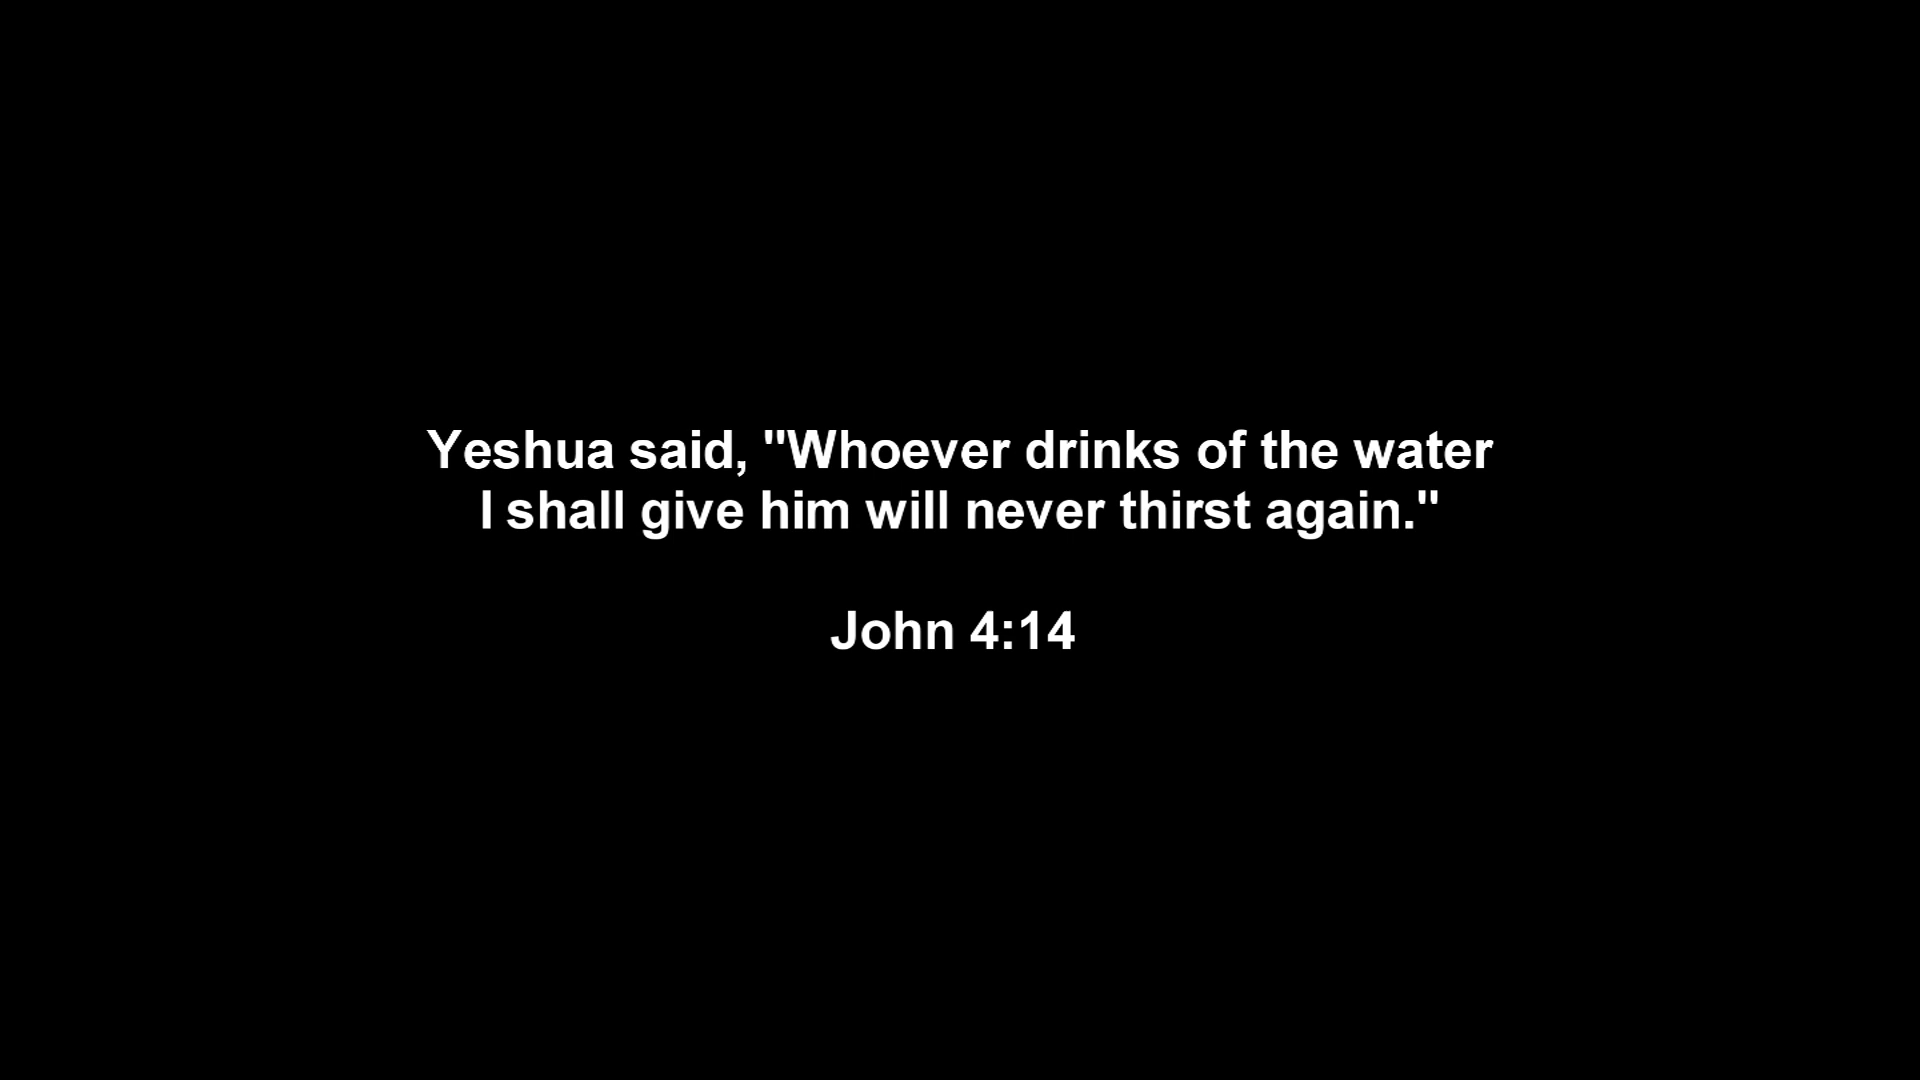 Yeshua said, "Whoever drinks of the water
I shall give him will never thirst again."
John 4:14